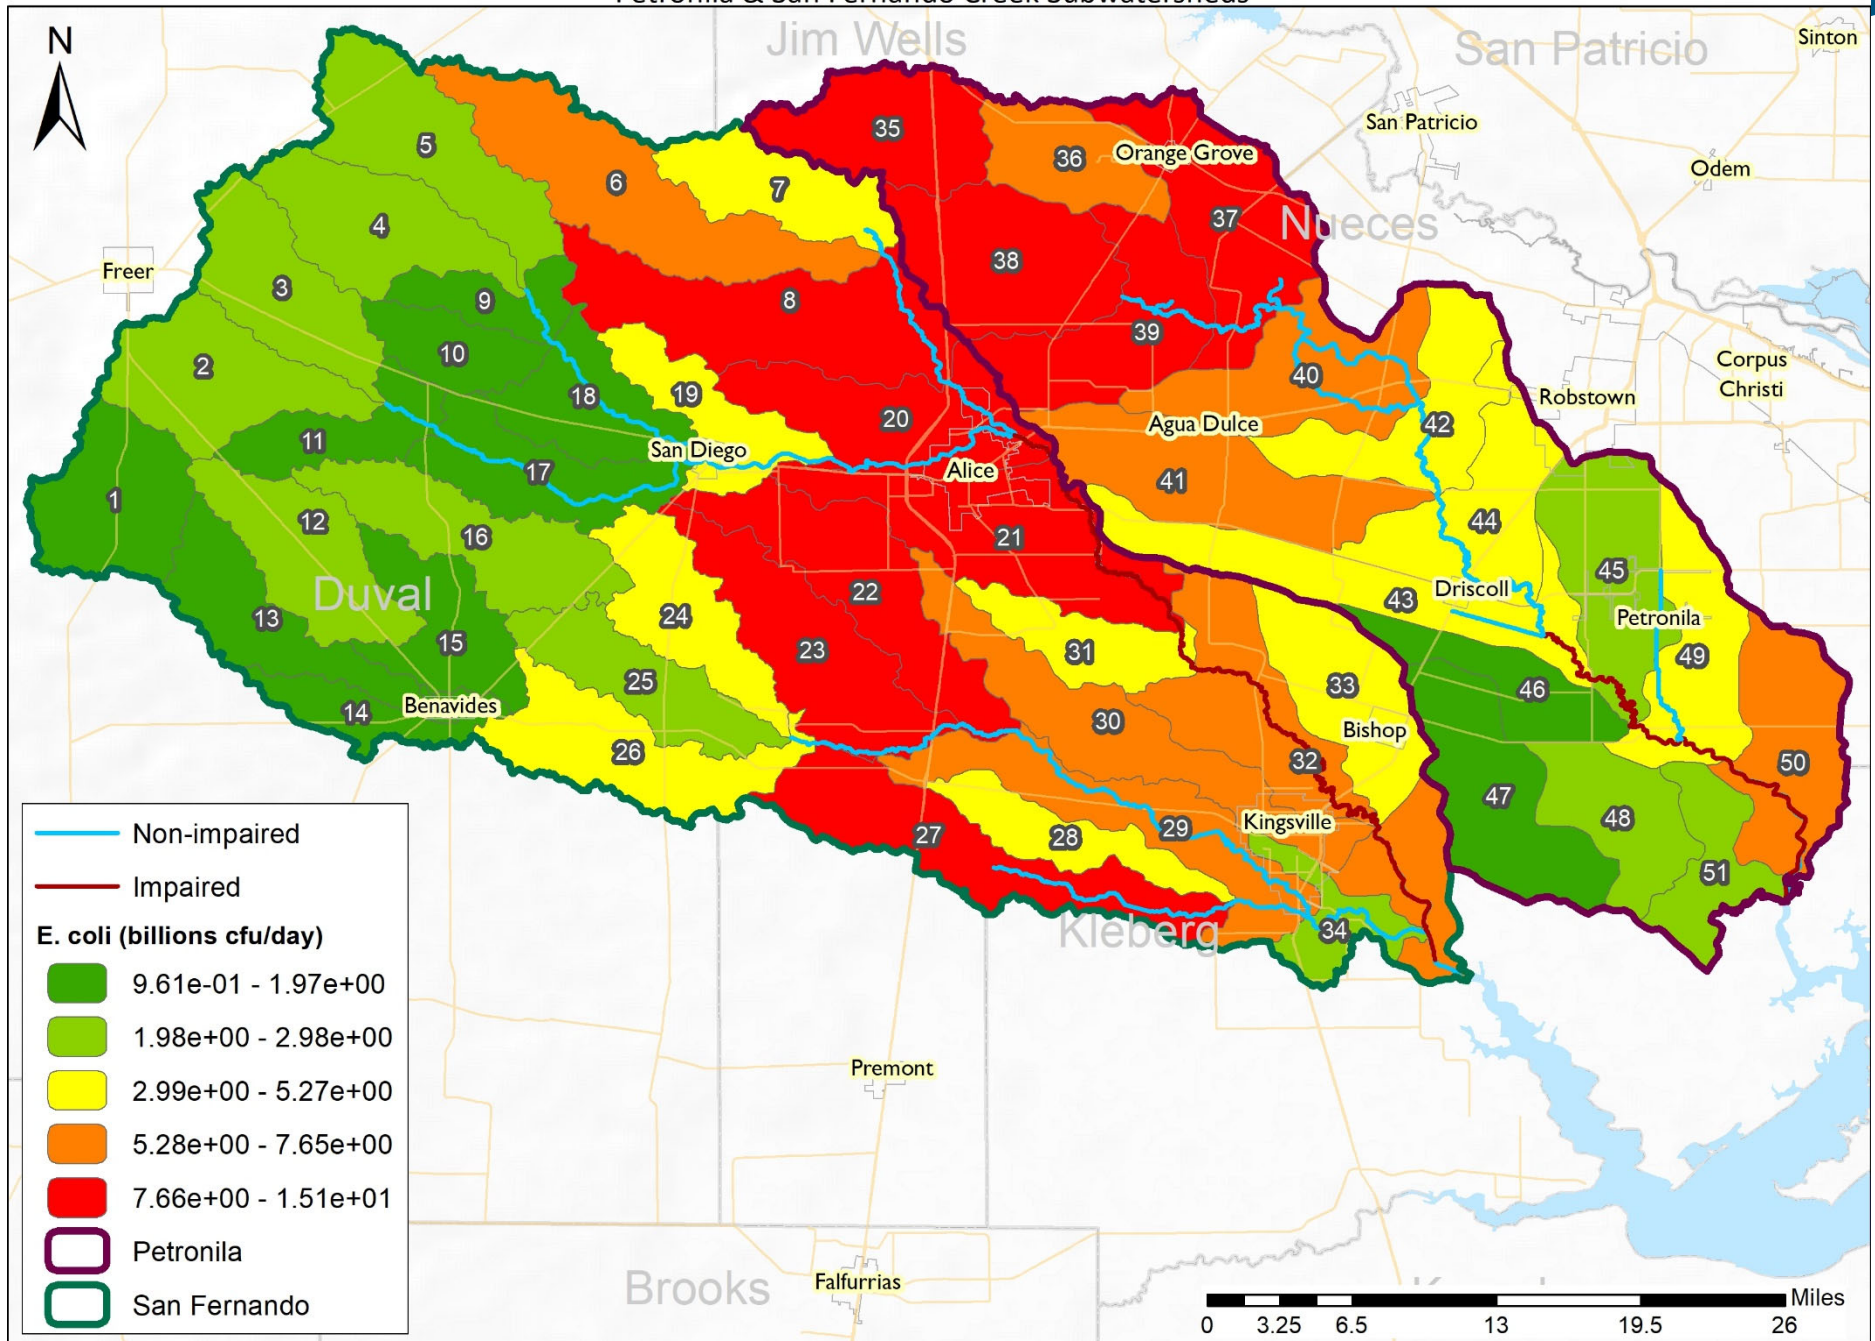 Petronila & San Fernando Creek Subwatersheds
N
Jim Wells
San Patricio
Sinton
San Patricio
Odem
Orange Grove
Nueces
Freer
Corpus
Christi
Robstown
Agua Dulce
San Diego
Alice
Duval
Driscoll
Petronila
Benavides
Bishop
Kingsville
Kleberg
Premont
Brooks
Falfurrias
1
2
3
4
5
6
7
8
9
10
11
12
13
14
15
16
17
18
19
20
21
22
23
24
25
26
27
28
29
30
31
32
33
34
35
36
37
38
39
40
41
42
43
44
45
46
47
48
49
50
51
Non-impaired
Impaired
E. coli (billions cfu/day)
9.61e-01 - 1.97e+00
1.98e+00 - 2.98e+00
2.99e+00 - 5.27e+00
5.28e+00 - 7.65e+00
7.66e+00 - 1.51e+01
Petronila
San Fernando
Miles
0 3.25 6.5 13 19.5 26